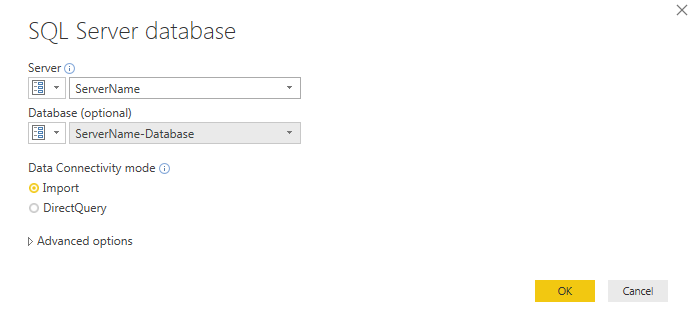 SQL Server database
Server
ServerName
Database (optional)
ServerName-Database
Data Connectivity mode
Import
DirectQuery
Advanced options
OK
Cancel